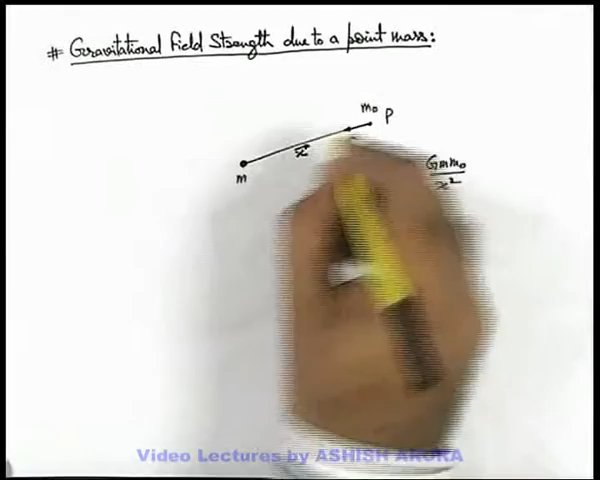 # Gravitational Field Strength due to a point mass:
m₀ P
x
m
Gmm₀
x²
Video Lectures by ASHISH ARORA